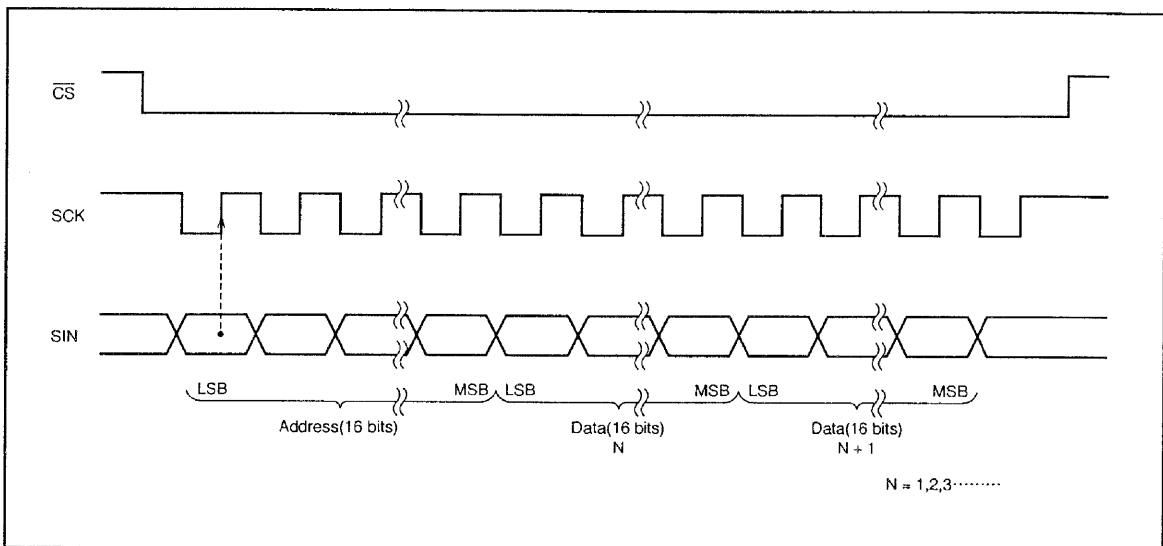 C̅S̅
SCK
SIN
LSB MSB LSB MSB LSB MSB
Address(16 bits) Data(16 bits) Data(16 bits)
N N + 1
N = 1,2,3·········